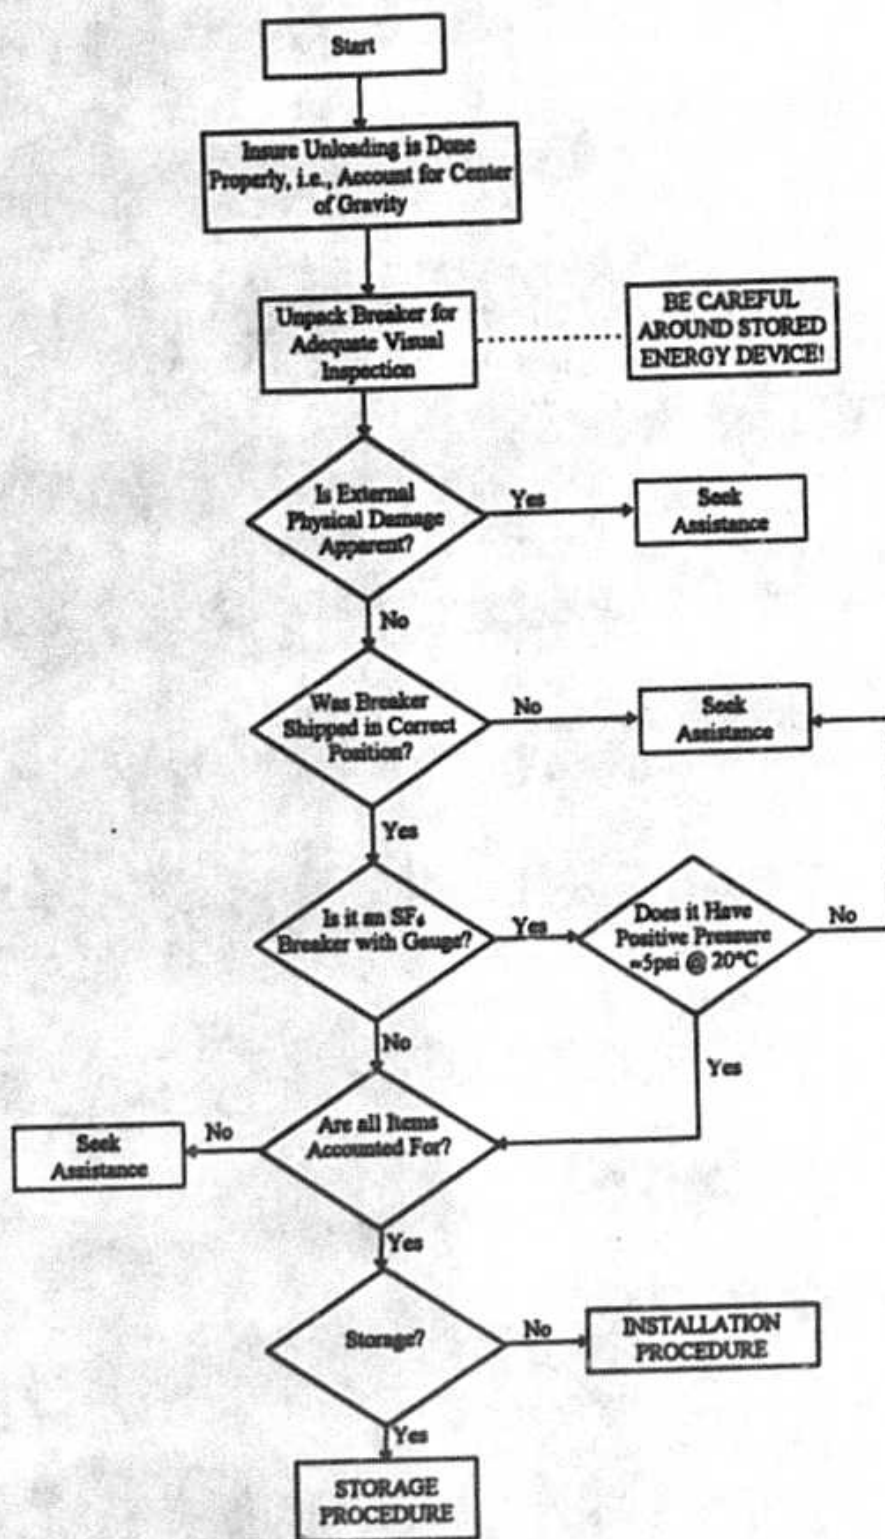 Start
Insure Unloading is Done
Properly, i.e., Account for Center
of Gravity
Unpack Breaker for
Adequate Visual
Inspection
BE CAREFUL
AROUND STORED
ENERGY DEVICE!
Is External
Physical Damage
Apparent?
Yes
Seek
Assistance
No
Was Breaker
Shipped in Correct
Position?
No
Seek
Assistance
Yes
Is it an SF₆
Breaker with Gauge?
Yes
Does it Have
Positive Pressure
≈5psi @ 20°C
No
No
Yes
Are all Items
Accounted For?
No
Seek
Assistance
Yes
Storage?
No
INSTALLATION
PROCEDURE
Yes
STORAGE
PROCEDURE